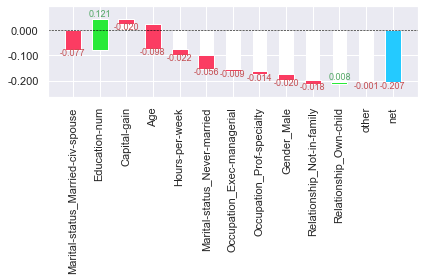 0.121
0.000
-0.020
-0.077
-0.098
-0.022
-0.100
-0.056
-0.009
-0.014
-0.020
-0.018
0.008
-0.001
-0.207
-0.200
Marital-status_Married-civ-spouse
Education-num
Capital-gain
Age
Hours-per-week
Marital-status_Never-married
Occupation_Exec-managerial
Occupation_Prof-specialty
Gender_Male
Relationship_Not-in-family
Relationship_Own-child
other
net